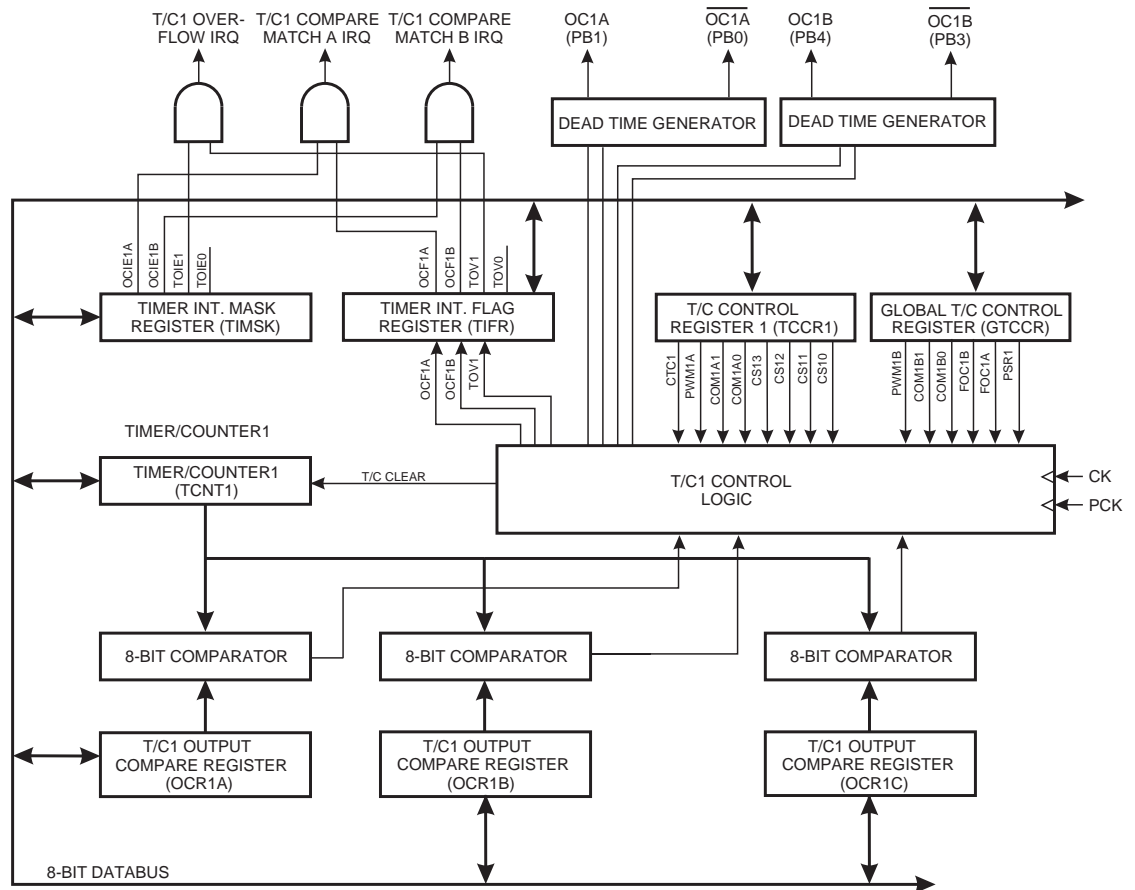 T/C1 OVER-
FLOW IRQ
T/C1 COMPARE
MATCH A IRQ
T/C1 COMPARE
MATCH B IRQ
OC1A
(PB1)
OC1A
(PB0)
OC1B
(PB4)
OC1B
(PB3)
DEAD TIME GENERATOR
DEAD TIME GENERATOR
OCIE1A
OCIE1B
TOIE1
TOIE0
OCF1A
OCF1B
TOV1
TOV0
TIMER INT. MASK
REGISTER (TIMSK)
TIMER INT. FLAG
REGISTER (TIFR)
T/C CONTROL
REGISTER 1 (TCCR1)
GLOBAL T/C CONTROL
REGISTER (GTCCR)
OCF1A
OCF1B
TOV1
CTC1
PWM1A
COM1A1
COM1A0
CS13
CS12
CS11
CS10
PWM1B
COM1B1
COM1B0
FOC1B
FOC1A
PSR1
TIMER/COUNTER1
TIMER/COUNTER1
(TCNT1)
T/C CLEAR
T/C1 CONTROL
LOGIC
CK
PCK
8-BIT COMPARATOR
8-BIT COMPARATOR
8-BIT COMPARATOR
T/C1 OUTPUT
COMPARE REGISTER
(OCR1A)
T/C1 OUTPUT
COMPARE REGISTER
(OCR1B)
T/C1 OUTPUT
COMPARE REGISTER
(OCR1C)
8-BIT DATABUS